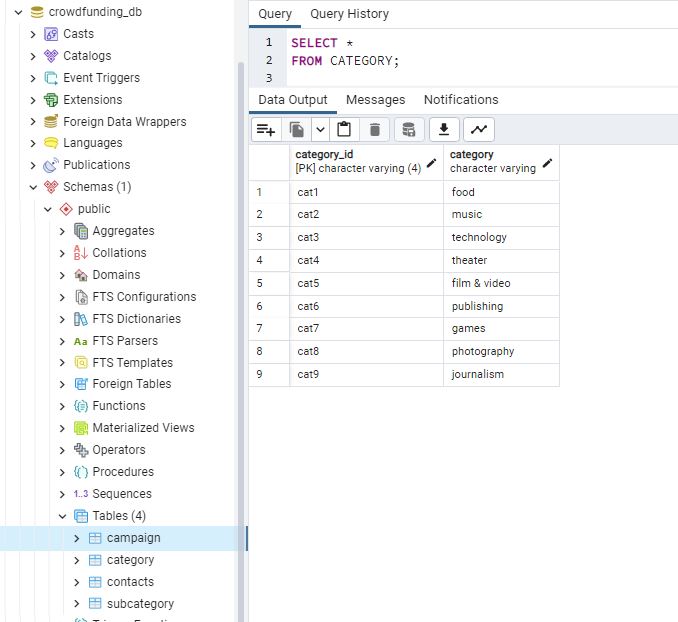 crowdfunding_db
Casts
Catalogs
Event Triggers
Extensions
Foreign Data Wrappers
Languages
Publications
Schemas (1)
public
Aggregates
Collations
Domains
FTS Configurations
FTS Dictionaries
Aa FTS Parsers
FTS Templates
Foreign Tables
Functions
Materialized Views
Operators
Procedures
1..3 Sequences
Tables (4)
campaign
category
contacts
subcategory
Query Query History
1 SELECT *
2 FROM CATEGORY;
3
Data Output Messages Notifications
category_id category
[PK] character varying (4) character varying
1 cat1 food
2 cat2 music
3 cat3 technology
4 cat4 theater
5 cat5 film & video
6 cat6 publishing
7 cat7 games
8 cat8 photography
9 cat9 journalism